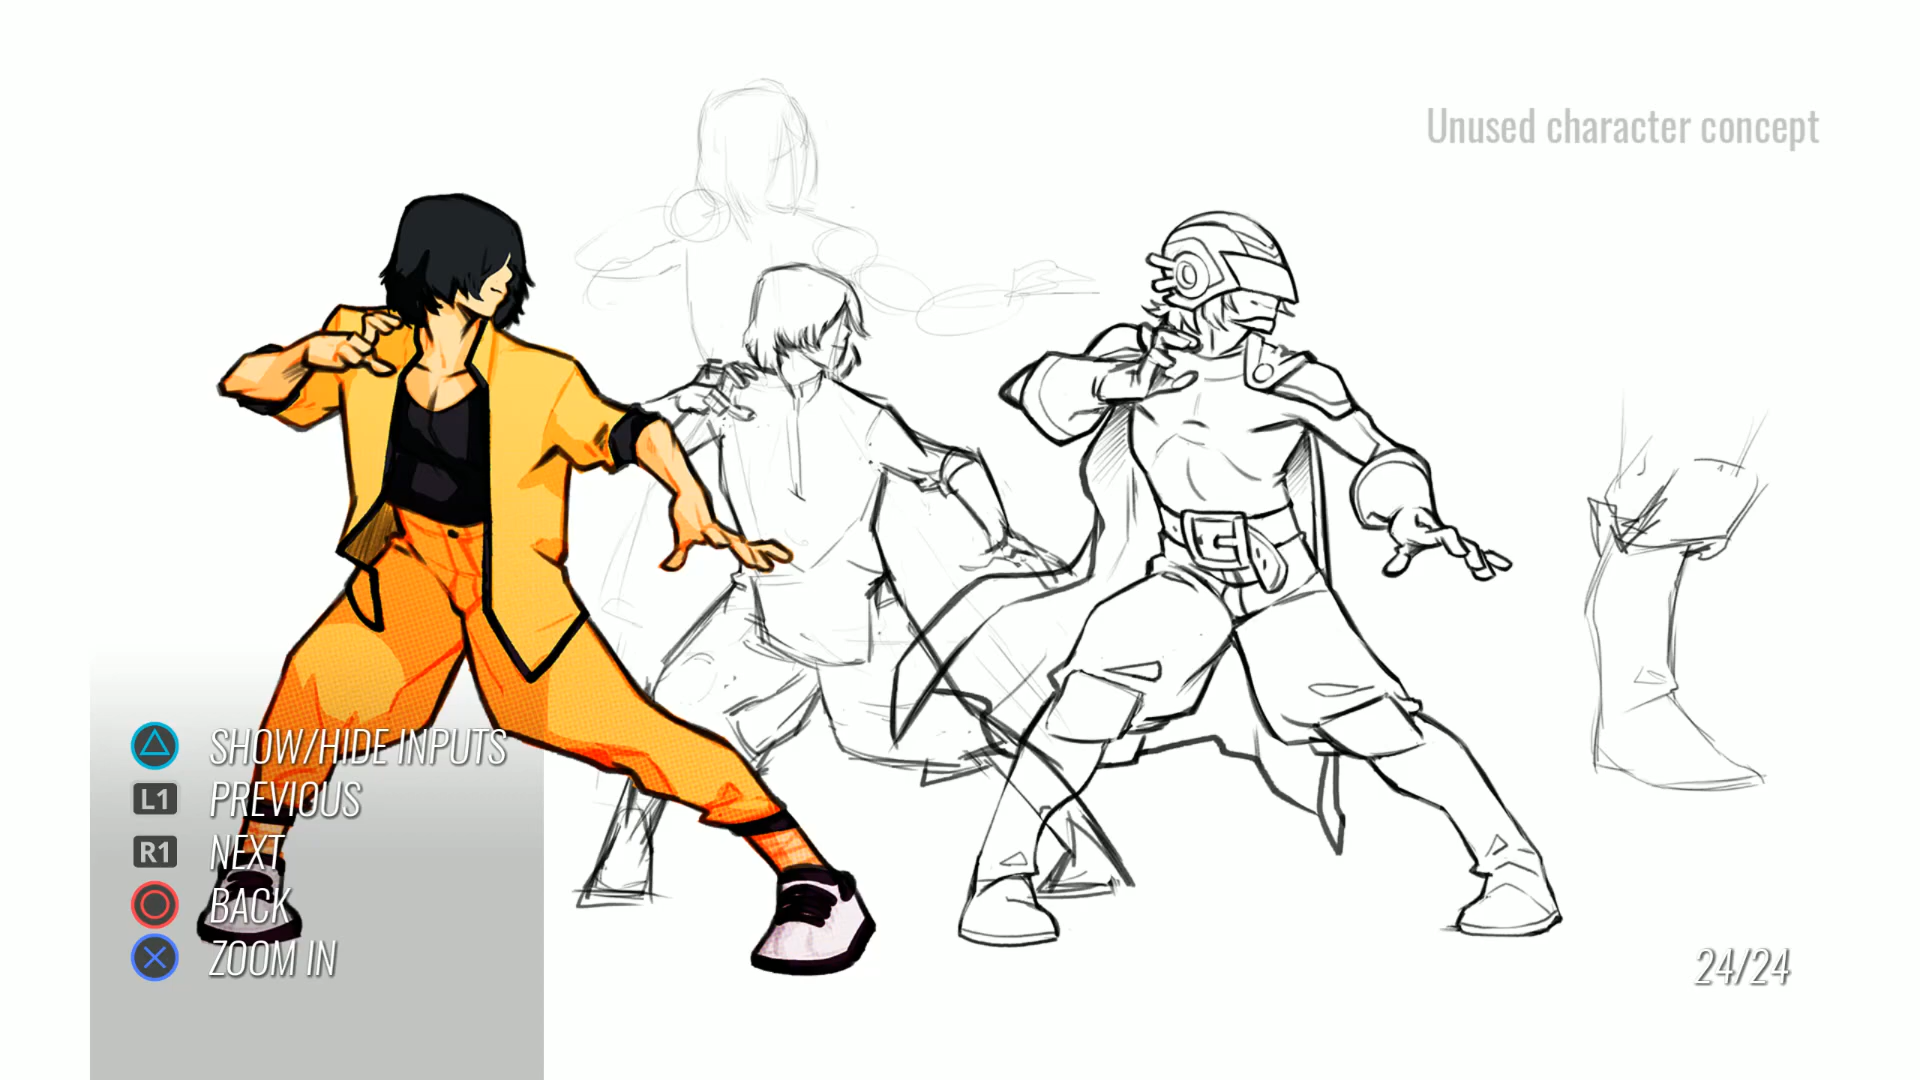 Unused character concept
SHOW/HIDE INPUTS
L1 PREVIOUS
R1 NEXT
BACK
ZOOM IN
24/24